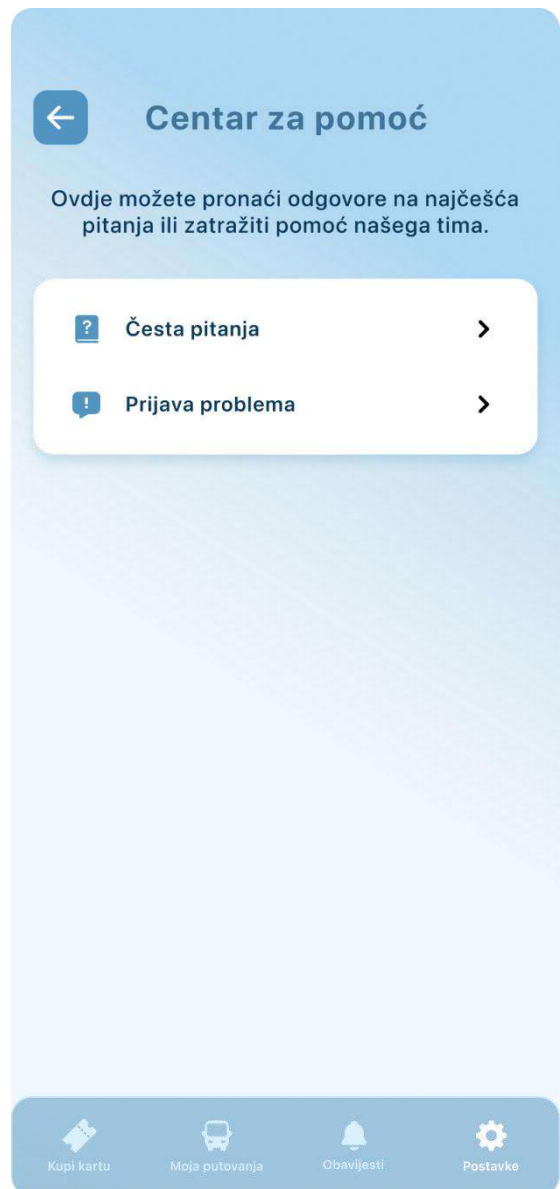 Centar za pomoć
Ovdje možete pronaći odgovore na najčešća
pitanja ili zatražiti pomoć našega tima.
Česta pitanja
Prijava problema
Kupi kartu
Moja putovanja
Obavijesti
Postavke